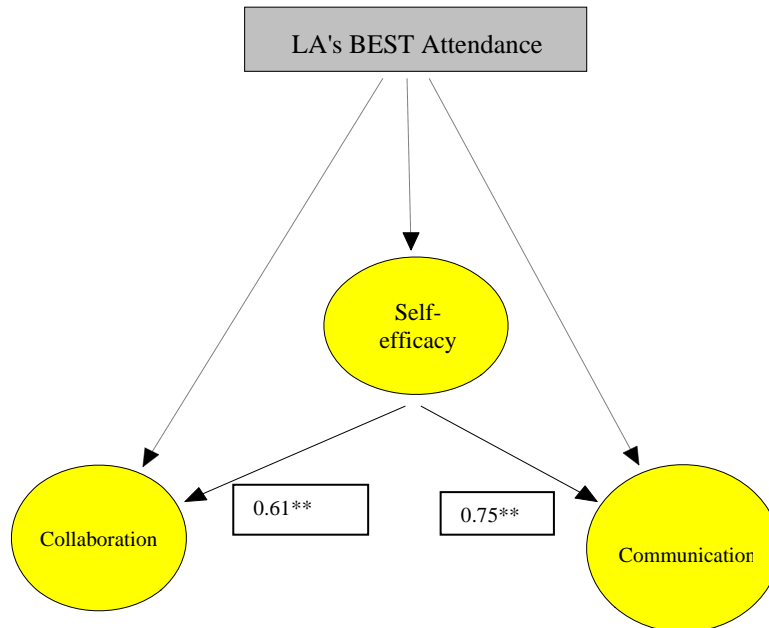 LA's BEST Attendance
Self-
efficacy
0.61**
0.75**
Collaboration
Communication